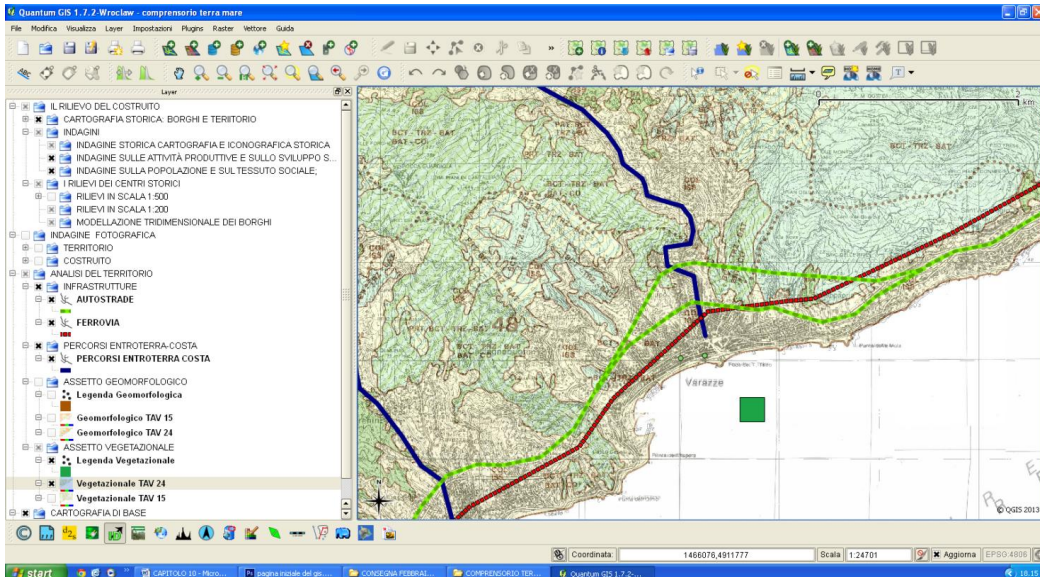 Quantum GIS 1.7.2-Wroclaw - comprensorio terra mare
File Modifica Visualizza Layer Impostazioni Plugins Raster Vettore Guida
Layer
IL RILIEVO DEL COSTRUITO
CARTOGRAFIA STORICA: BORGHI E TERITORIO
INDAGINI
INDAGINE STORICA CARTOGRAFIA E ICONOGRAFICA STORICA
INDAGINE SULLE ATTIVITÀ PRODUTTIVE E SULLO SVILUPPO S...
INDAGINE SULLA POPOLAZIONE E SUL TESSUTO SOCIALE;
I RILIEVI DEI CENTRI STORICI
RILIEVI IN SCALA 1:500
RILIEVI IN SCALA 1:200
MODELLAZIONE TRIDIMENSIONALE DEI BORGHI
INDAGINE FOTOGRAFICA
TERRITORIO
COSTRUITO
ANALISI DEL TERRITORIO
INFRASTRUTTURE
AUTOSTRADE
FERROVIA
PERCORSI ENTROTERRA-COSTA
PERCORSI ENTROTERRA COSTA
ASSETTO GEOMORFOLOGICO
Legenda Geomorfologica
Geomorfologico TAV 15
Geomorfologico TAV 24
ASSETTO VEGETAZIONALE
Legenda Vegetazionale
Vegetazionale TAV 24
Vegetazionale TAV 15
CARTOGRAFIA DI BASE
0 2
km
BCT-TRZ-BAT
48
Varazze
N
© QGIS 2013
Coordinata: 1466076,4911777 Scala 1:24701 Aggiorna EPSG:4806
start CAPITOLO 10 - Micro... pagina iniziale del gis.... CONSEGNA FEBBRAI... COMPRENSORIO TER... Quantum GIS 1.7.2-... 10.15